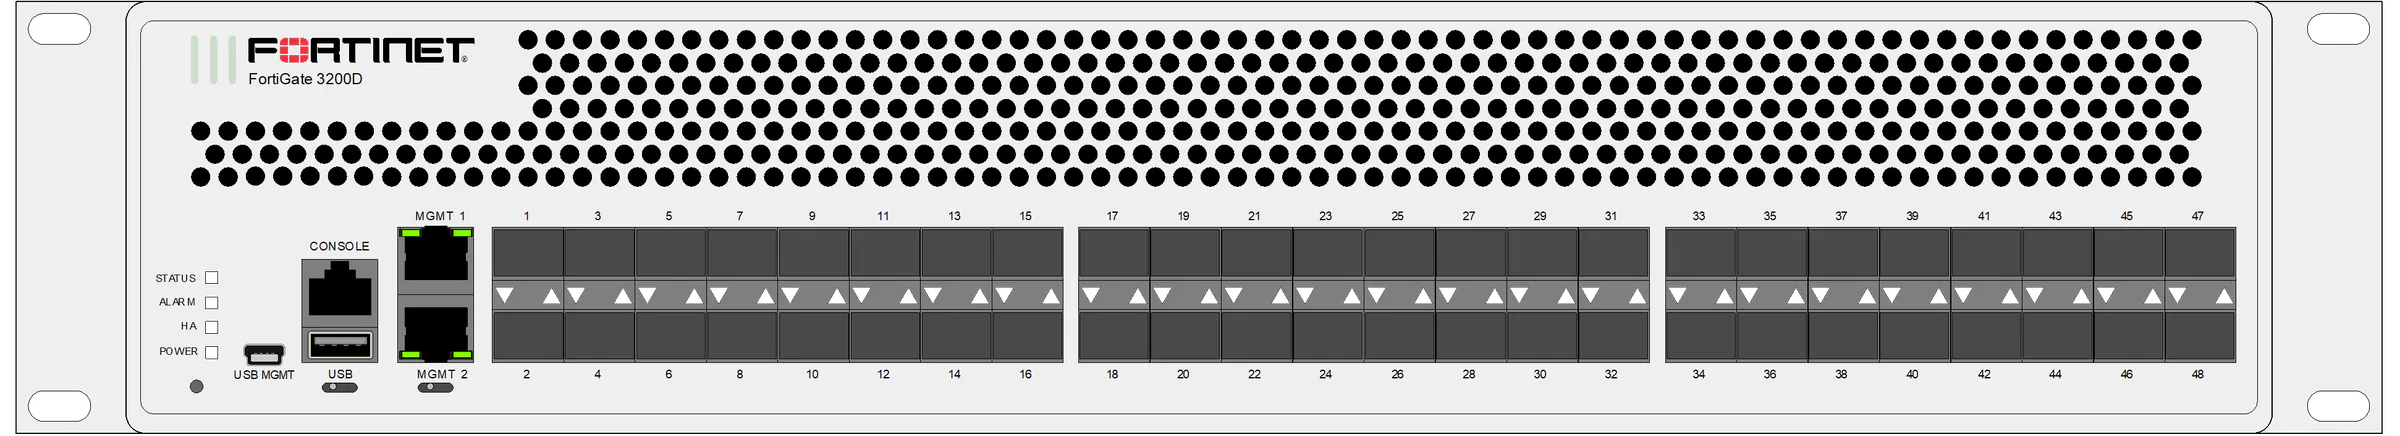 FORTINET®
FortiGate 3200D
MGMT 1 1 3 5 7 9 11 13 15 17 19 21 23 25 27 29 31 33 35 37 39 41 43 45 47
CONSOLE
STATUS
ALARM
HA
POWER
USB MGMT USB MGMT 2 2 4 6 8 10 12 14 16 18 20 22 24 26 28 30 32 34 36 38 40 42 44 46 48